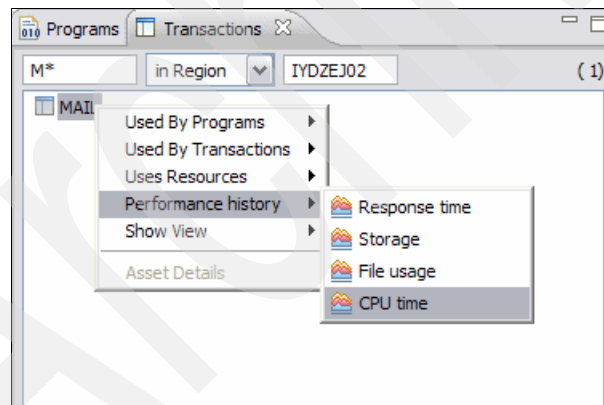 Programs Transactions
M* in Region IYDZEJ02 ( 1)
MAIL
Used By Programs
Used By Transactions
Uses Resources
Performance history
Show View
Asset Details
Response time
Storage
File usage
CPU time